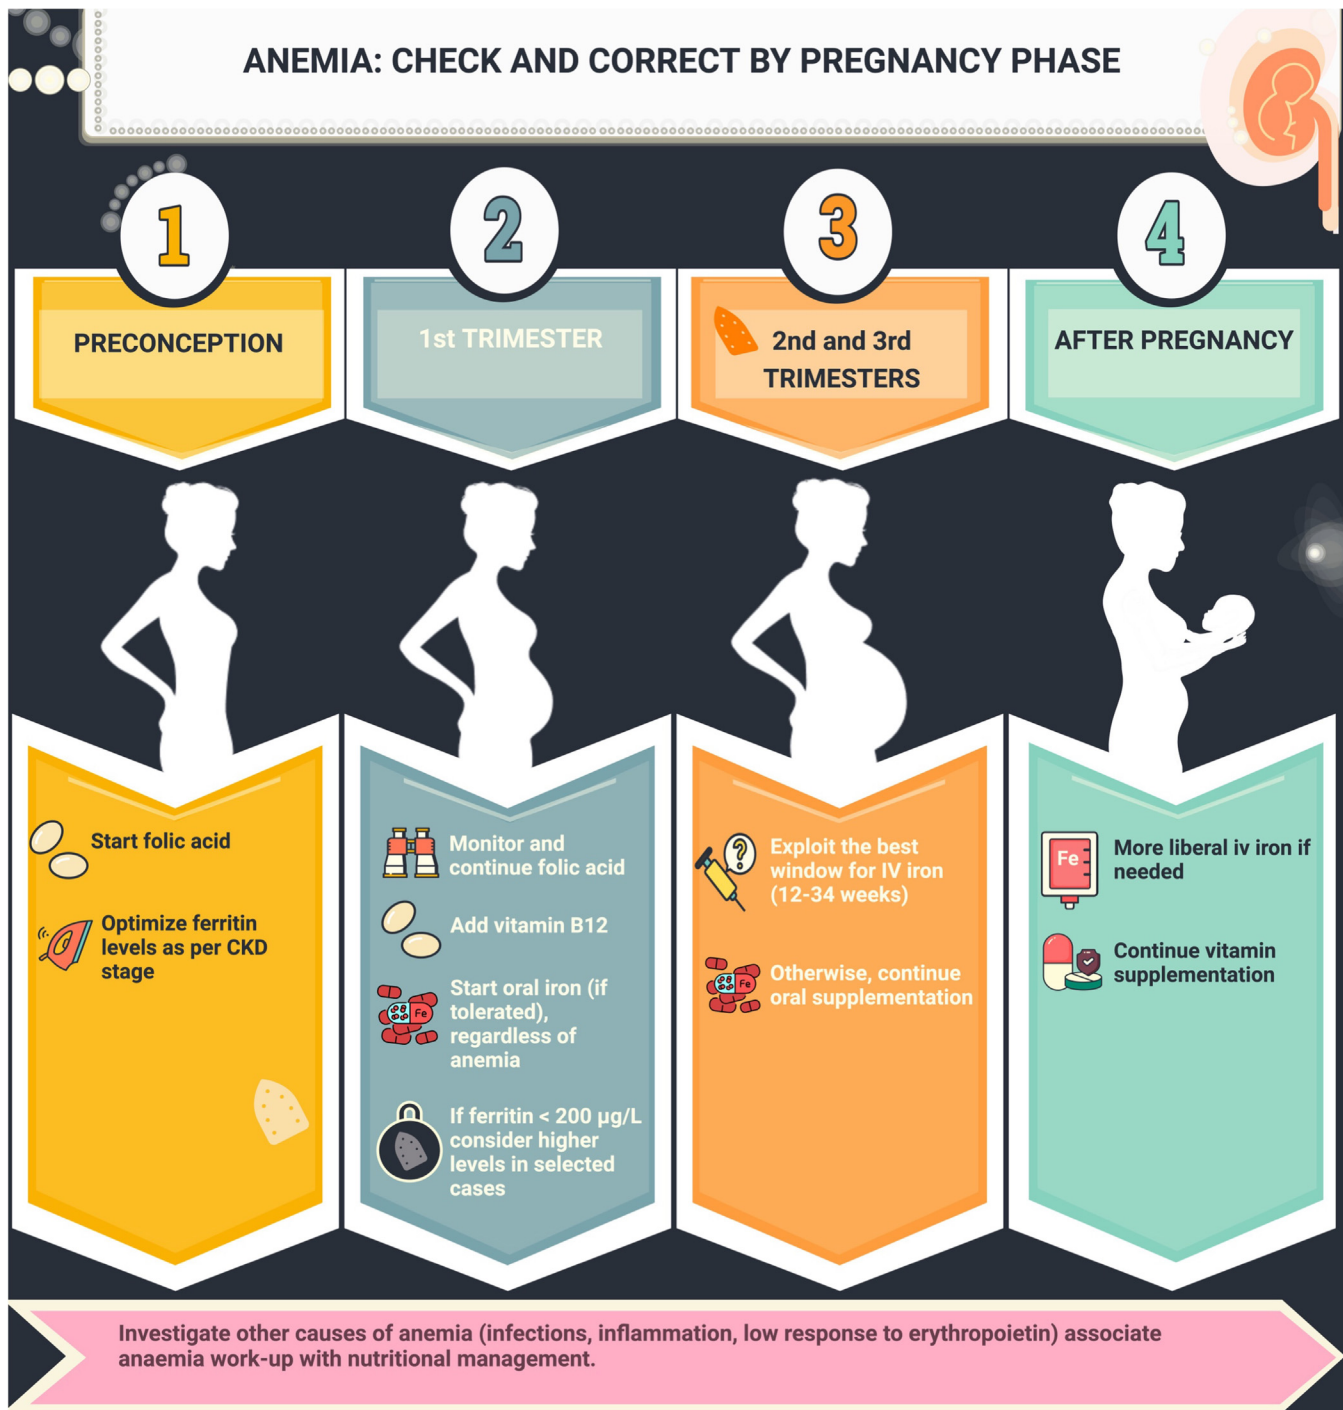 ANEMIA: CHECK AND CORRECT BY PREGNANCY PHASE
1
PRECONCEPTION
Start folic acid
Optimize ferritin
levels as per CKD
stage
2
1st TRIMESTER
Monitor and
continue folic acid
Add vitamin B12
Start oral iron (if
tolerated),
regardless of
anemia
Fe
If ferritin < 200 µg/L
consider higher
levels in selected
cases
3
2nd and 3rd
TRIMESTERS
?
Exploit the best
window for IV iron
(12-34 weeks)
Fe
Otherwise, continue
oral supplementation
4
AFTER PREGNANCY
Fe
More liberal iv iron if
needed
Continue vitamin
supplementation
Investigate other causes of anemia (infections, inflammation, low response to erythropoietin) associate
anaemia work-up with nutritional management.